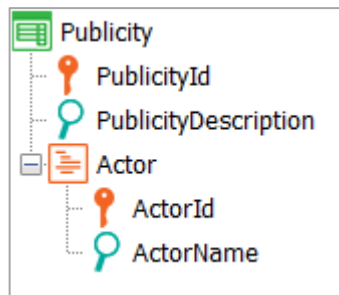 Publicity
PublicityId
PublicityDescription
Actor
ActorId
ActorName